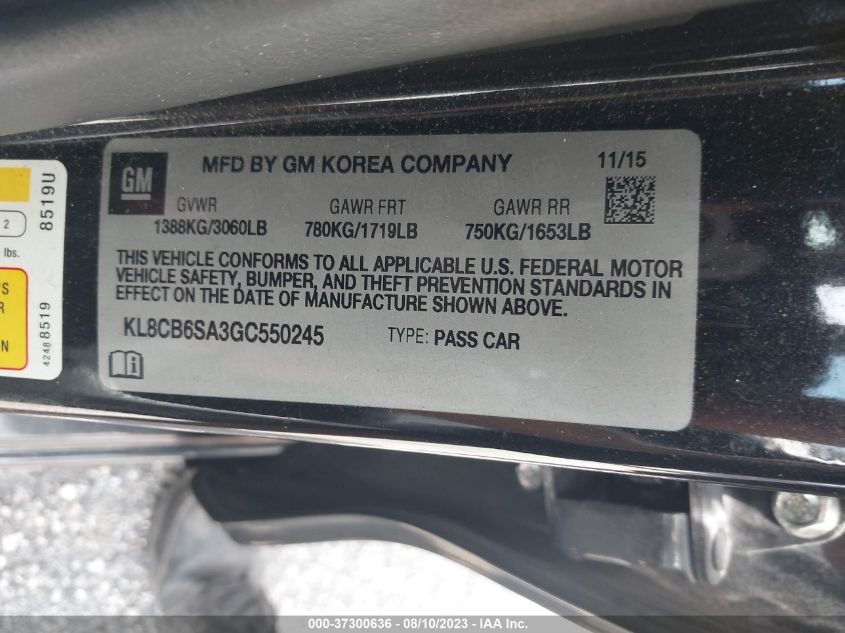 MFD BY GM KOREA COMPANY 11/15
GM
GVWR GAWR FRT GAWR RR
1388KG/3060LB 780KG/1719LB 750KG/1653LB
THIS VEHICLE CONFORMS TO ALL APPLICABLE U.S. FEDERAL MOTOR
VEHICLE SAFETY, BUMPER, AND THEFT PREVENTION STANDARDS IN
EFFECT ON THE DATE OF MANUFACTURE SHOWN ABOVE.
KL8CB6SA3GC550245 TYPE: PASS CAR
2
lbs.
8519U
42488519
000-37300636 - 08/10/2023 - IAA Inc.